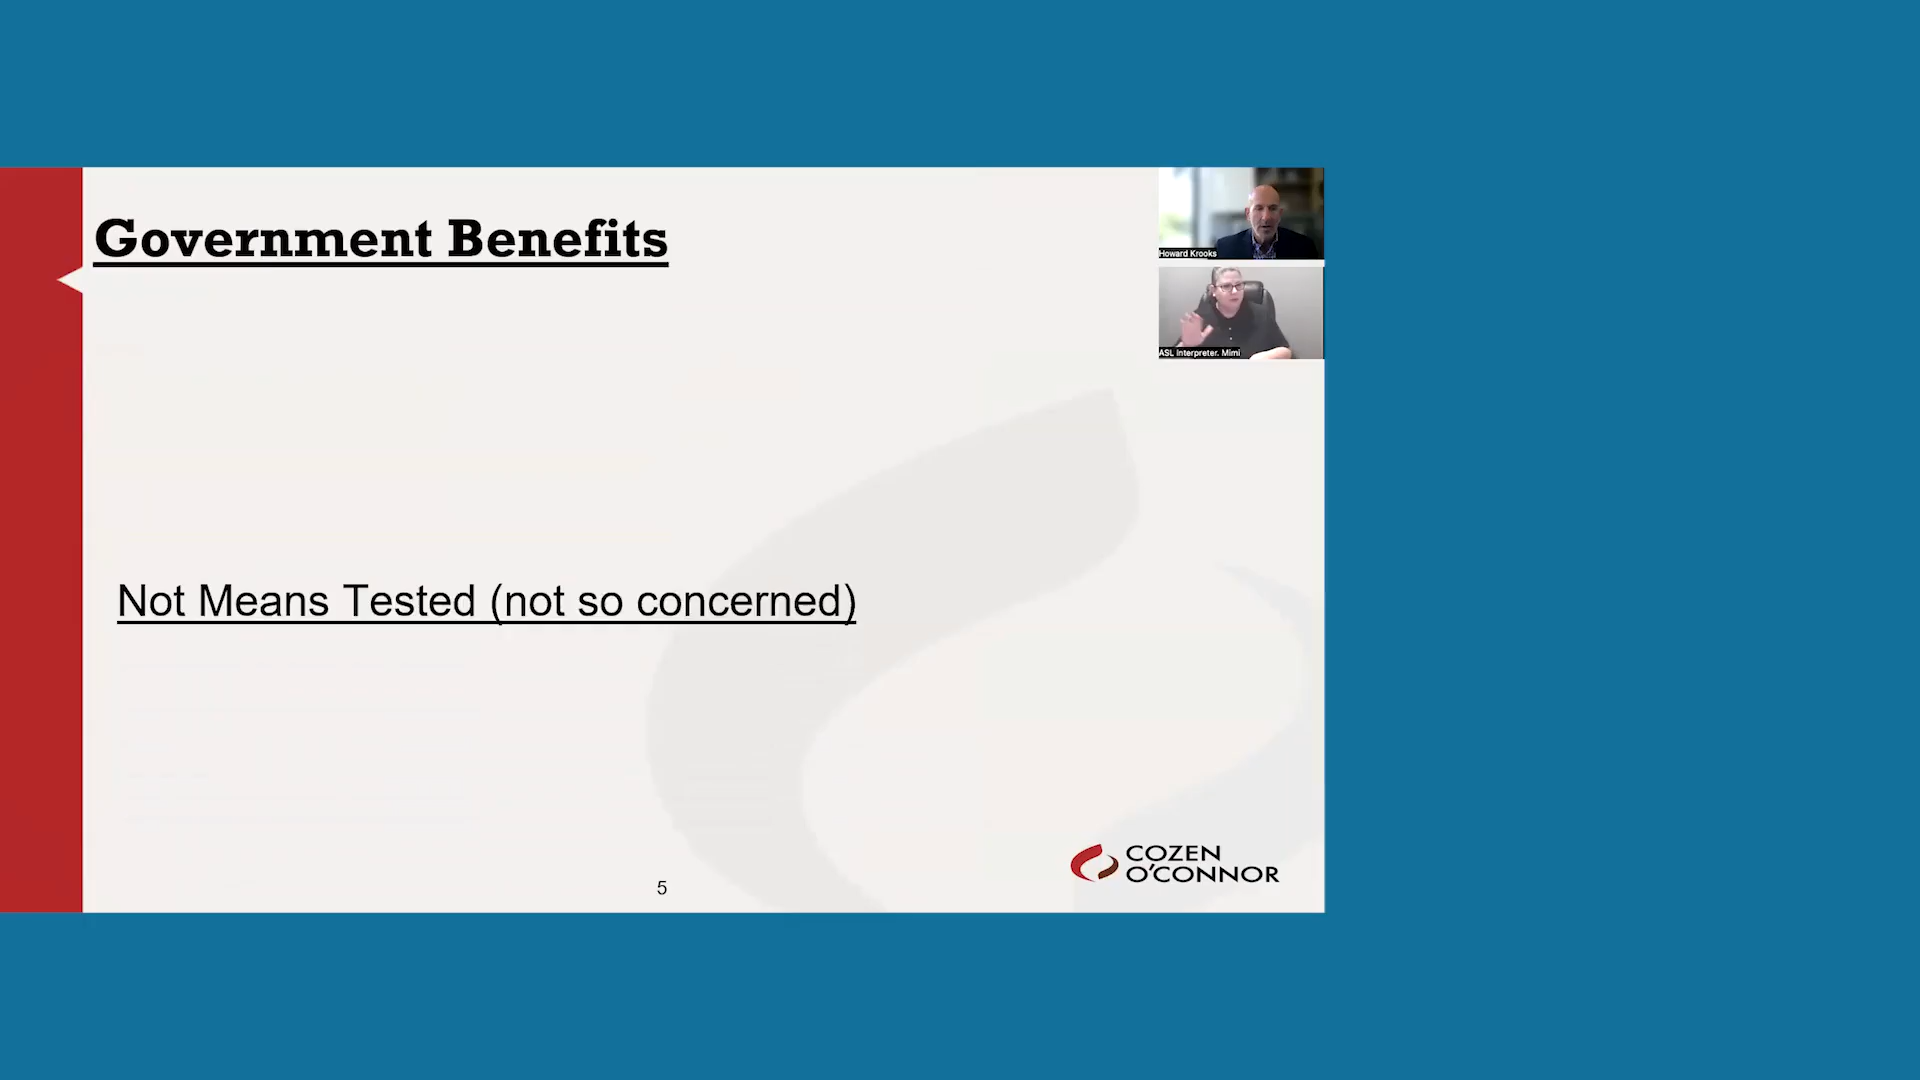 Government Benefits
Howard Krooks
ASL Interpreter. Mimi
Not Means Tested (not so concerned)
COZEN
O'CONNOR
5